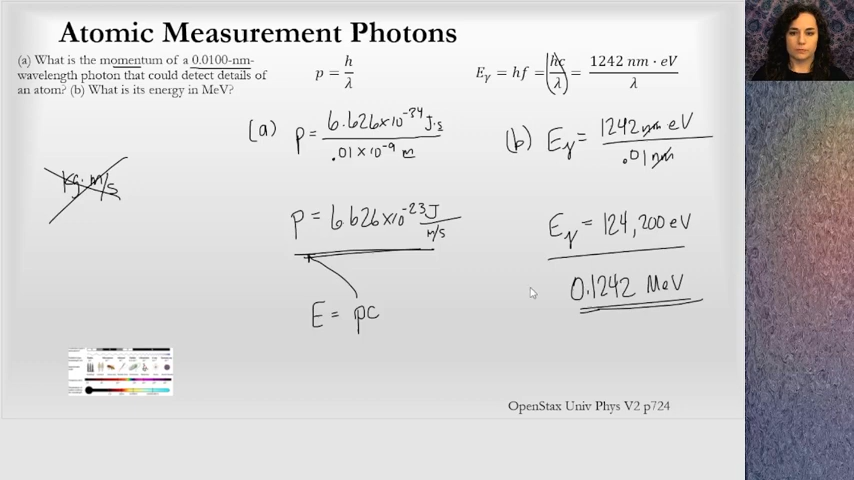 Atomic Measurement Photons
(a) What is the momentum of a 0.0100-nm-
wavelength photon that could detect details of
an atom? (b) What is its energy in MeV?
p = h/λ
E_γ = hf = (hc/λ) = 1242 nm · eV/λ
(a) p = 6.626x10^-34 J·s/.01 x 10^-9 m
p = 6.626x10^-23 J/m/s
E = pc
kg·m/s
(b) E_γ = 1242 nm eV/.01 nm
E_γ = 124,200 eV
0.1242 MeV
OpenStax Univ Phys V2 p724